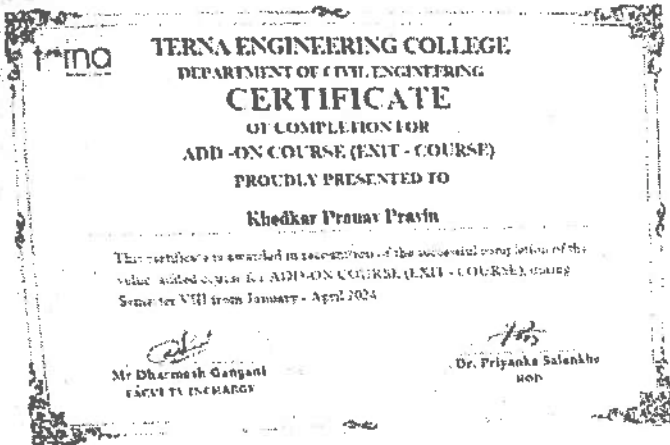 terna
TERNA ENGINEERING COLLEGE
DEPARTMENT OF CIVIL ENGINEERING
CERTIFICATE
OF COMPLETION FOR
ADD -ON COURSE (EXIT - COURSE)
PROUDLY PRESENTED TO
Khedkar Pranav Pravin
This certificate is awarded in recognition of the successful completion of the
value added course for ADD-ON COURSE (EXIT - COURSE), during
Semester VIII from January - April 2024
Mr Dharmesh Gangani
FACULTY INCHARGE
Dr. Priyanka Salunkhe
HOD